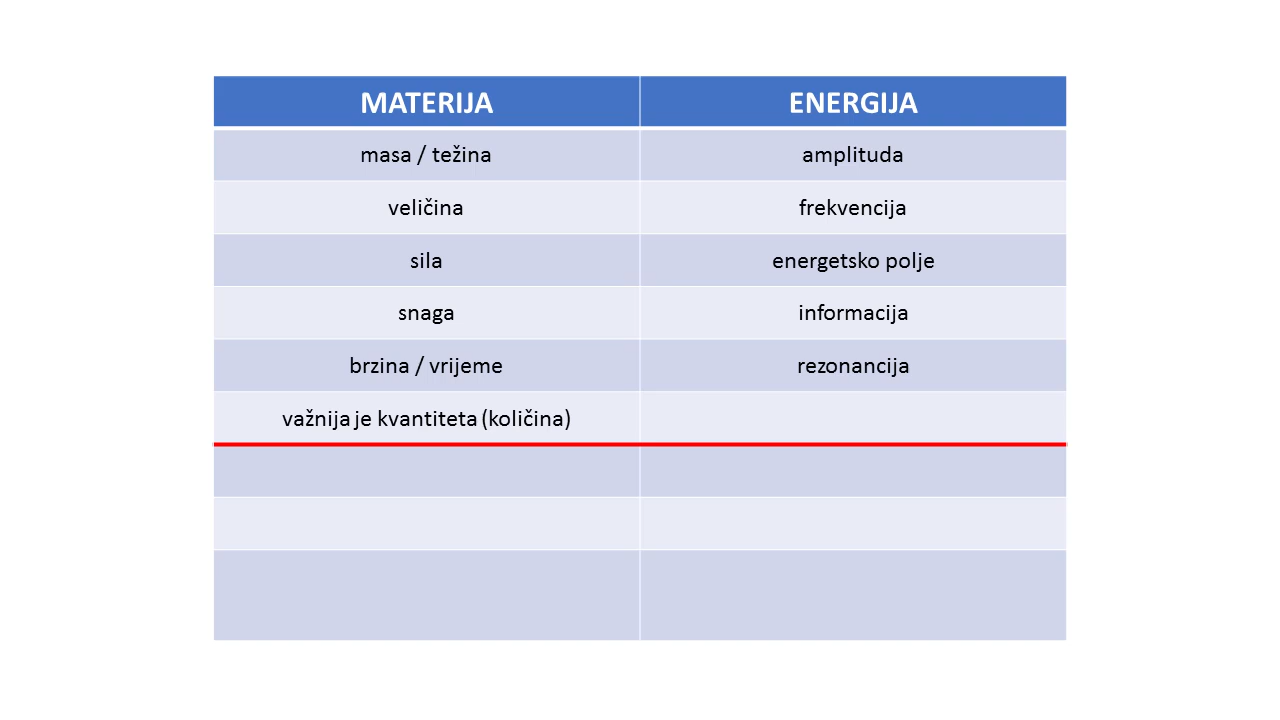 MATERIJA ENERGIJA
masa / težina amplituda
veličina frekvencija
sila energetsko polje
snaga informacija
brzina / vrijeme rezonancija
važnija je kvantiteta (količina)